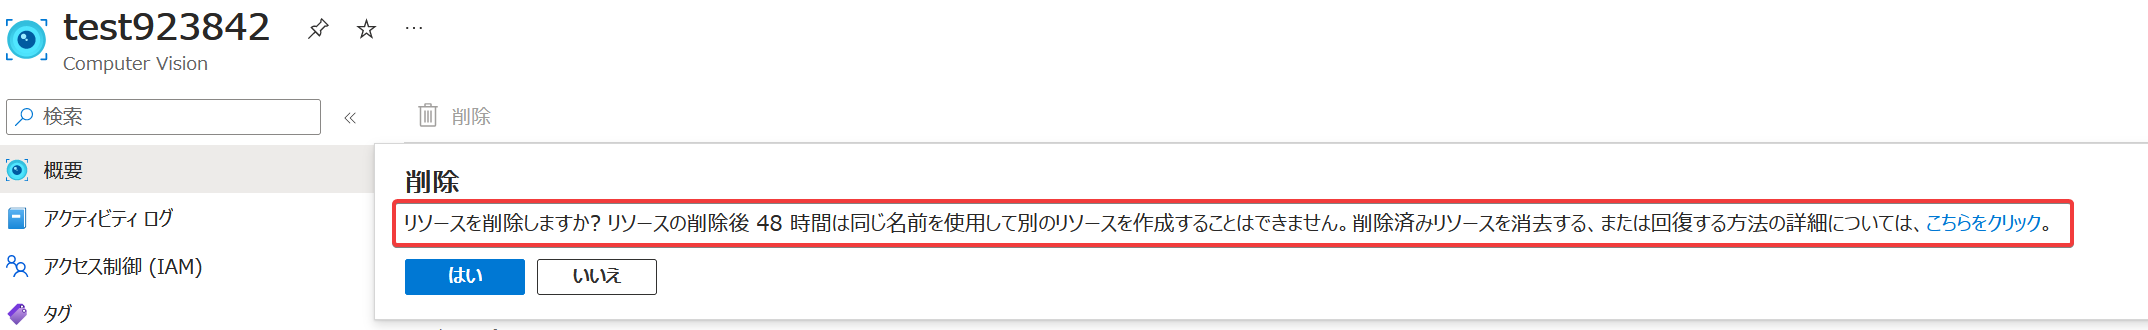 test923842
Computer Vision
検索
削除
概要
削除
リソースを削除しますか? リソースの削除後 48 時間は同じ名前を使用して別のリソースを作成することはできません。削除済みリソースを消去する、または回復する方法の詳細については、こちらをクリック。
アクティビティ ログ
アクセス制御 (IAM)
はい
いいえ
タグ